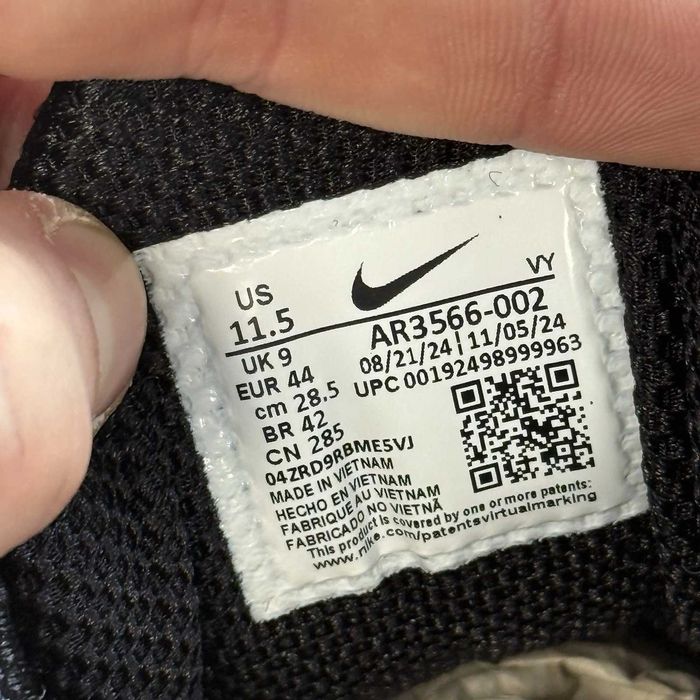 US
11.5
VY
AR3566-002
08/21/24 | 11/05/24
UPC 00192498999963
UK 9
EUR 44
cm 28.5
BR 42
CN 285
04ZRD9RBME5VJ
MADE IN VIETNAM
HECHO EN VIETNAM
FABRIQUE AU VIETNAM
FABRICADO NO VIETNÃ
This product is covered by one or more patents:
www.nike.com/patentsvirtualmarking